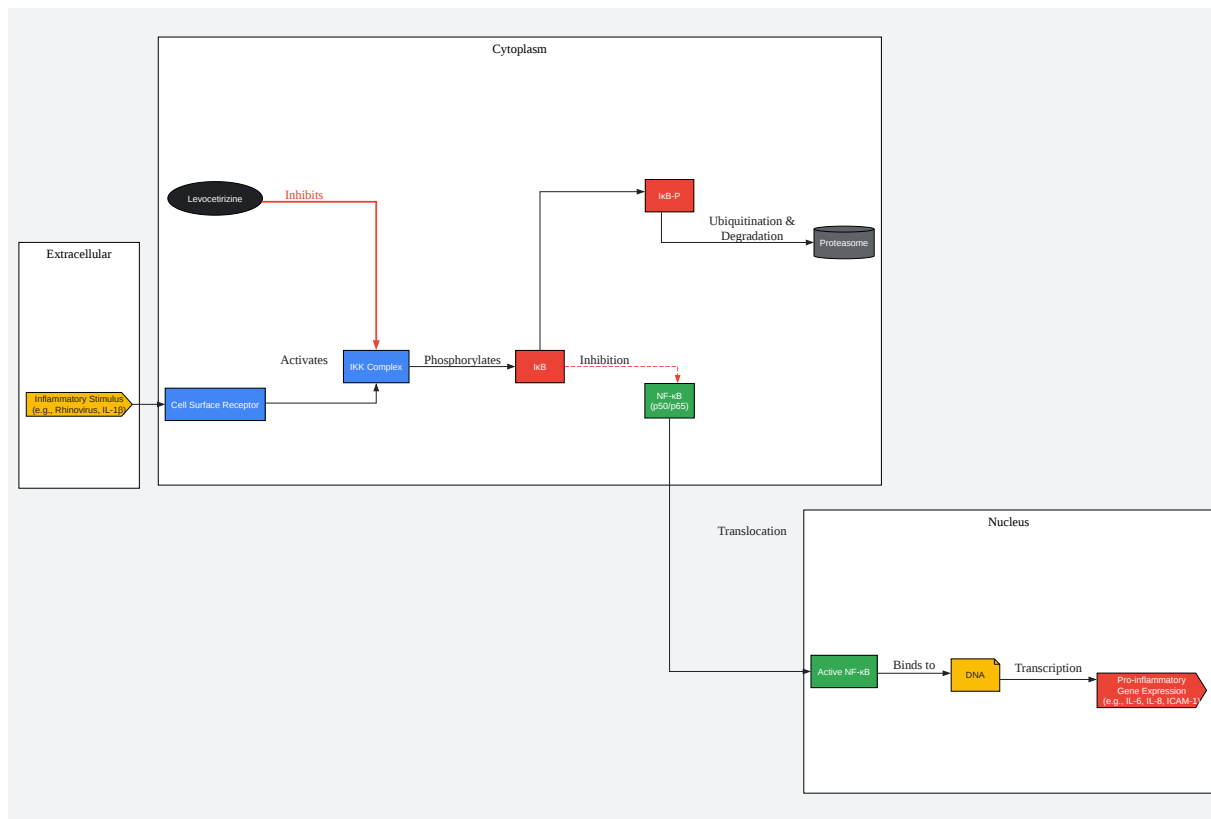 Cytoplasm
Levocetirizine
Inhibits
IκB-P
Ubiquitination &
Degradation
Proteasome
Extracellular
Inflammatory Stimulus
(e.g., Rhinovirus, IL-1β)
Cell Surface Receptor
Activates
IKK Complex
Phosphorylates
IκB
Inhibition
NF-κB
(p50/p65)
Translocation
Nucleus
Active NF-κB
Binds to
DNA
Transcription
Pro-inflammatory
Gene Expression
(e.g., IL-6, IL-8, ICAM-1)